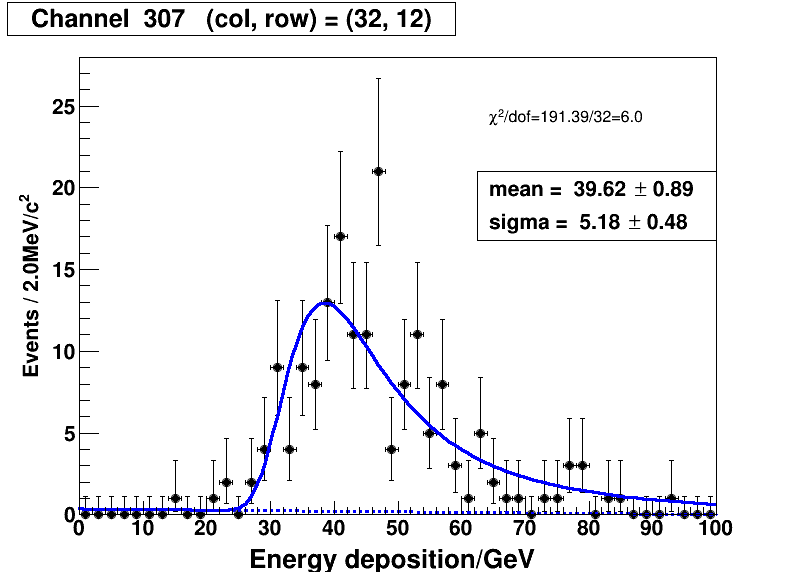 Channel 307 (col, row) = (32, 12)
25
20
15
10
5
0
Events / 2.0MeV/c²
χ²/dof=191.39/32=6.0
mean = 39.62 ± 0.89
sigma = 5.18 ± 0.48
0 10 20 30 40 50 60 70 80 90 100
Energy deposition/GeV